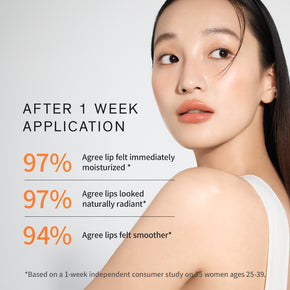 AFTER 1 WEEK
APPLICATION
97% Agree lip felt immediately
moisturized *
97% Agree lips looked
naturally radiant*
94% Agree lips felt smoother*
*Based on a 1-week independent consumer study on 35 women ages 25-39.